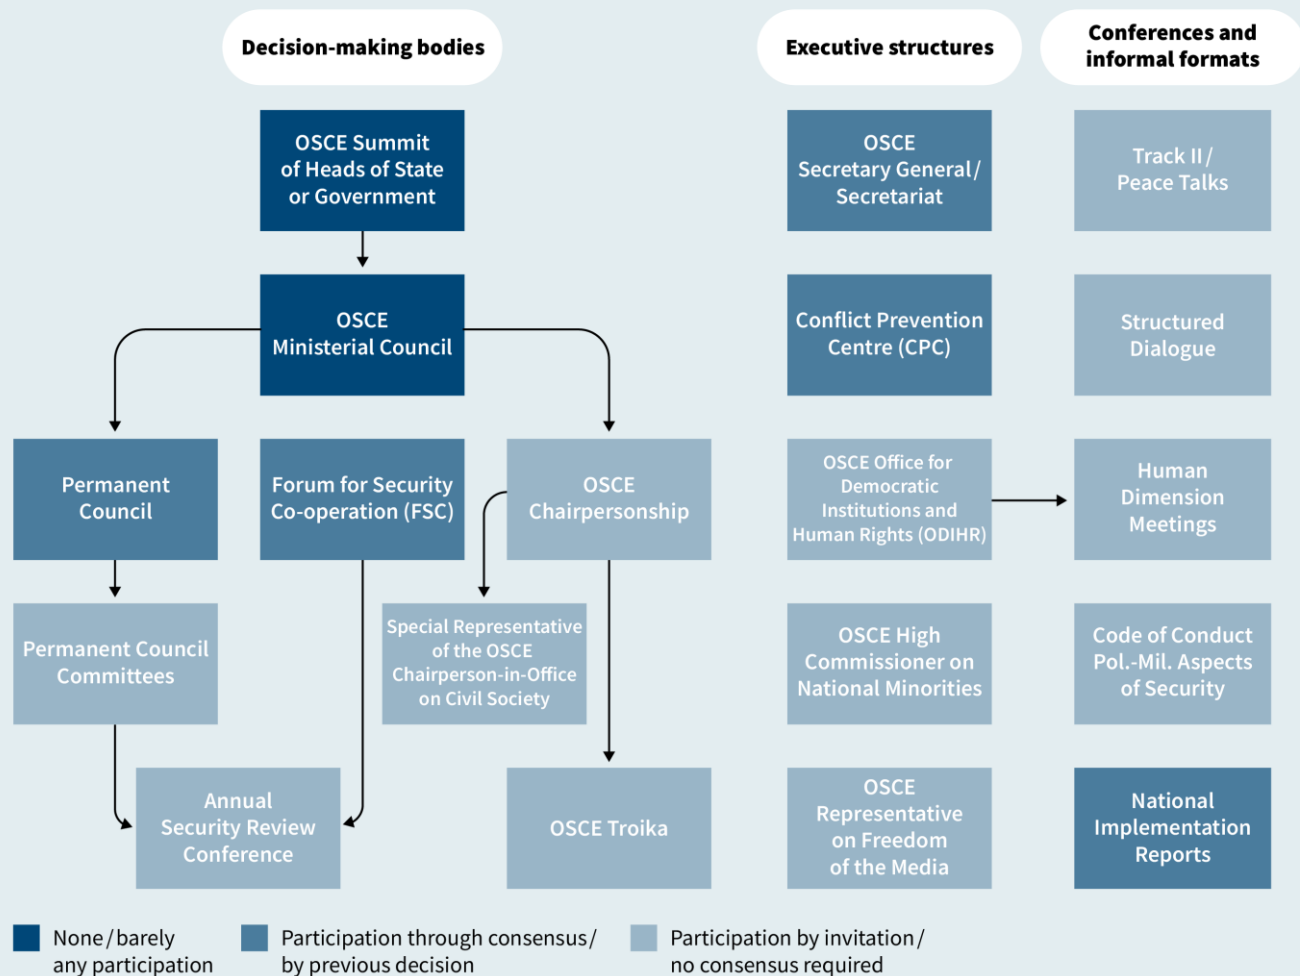 Decision-making bodies
Executive structures
Conferences and
informal formats
OSCE Summit
of Heads of State
or Government
OSCE
Secretary General/
Secretariat
Track II/
Peace Talks
OSCE
Ministerial Council
Conflict Prevention
Centre (CPC)
Structured
Dialogue
Permanent
Council
Forum for Security
Co-operation (FSC)
OSCE
Chairpersonship
OSCE Office for
Democratic
Institutions and
Human Rights (ODIHR)
Human
Dimension
Meetings
Permanent Council
Committees
Special Representative
of the OSCE
Chairperson-in-Office
on Civil Society
OSCE High
Commissioner on
National Minorities
Code of Conduct
Pol.-Mil. Aspects
of Security
Annual
Security Review
Conference
OSCE Troika
OSCE
Representative
on Freedom
of the Media
National
Implementation
Reports
None/barely
any participation
Participation through consensus/
by previous decision
Participation by invitation/
no consensus required